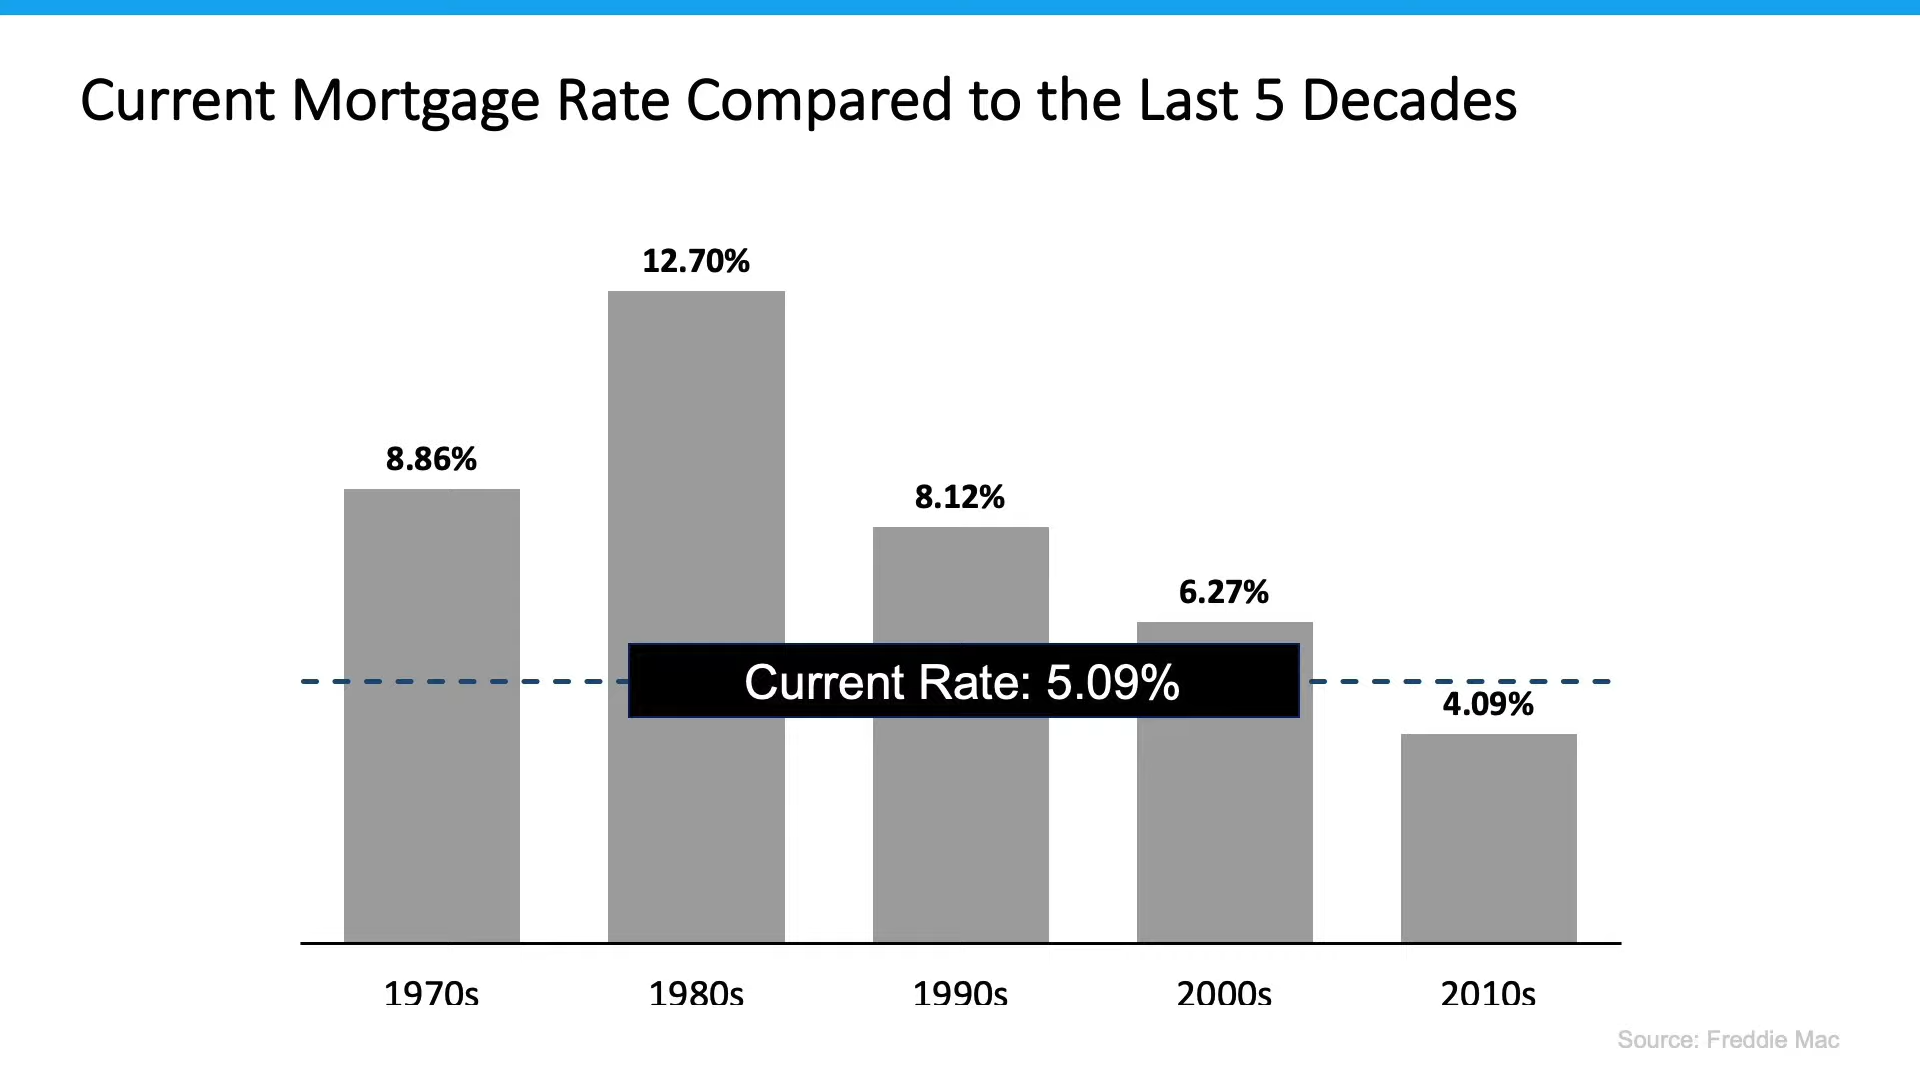 Current Mortgage Rate Compared to the Last 5 Decades
12.70%
8.86%
8.12%
6.27%
Current Rate: 5.09%
4.09%
1970s 1980s 1990s 2000s 2010s
Source: Freddie Mac